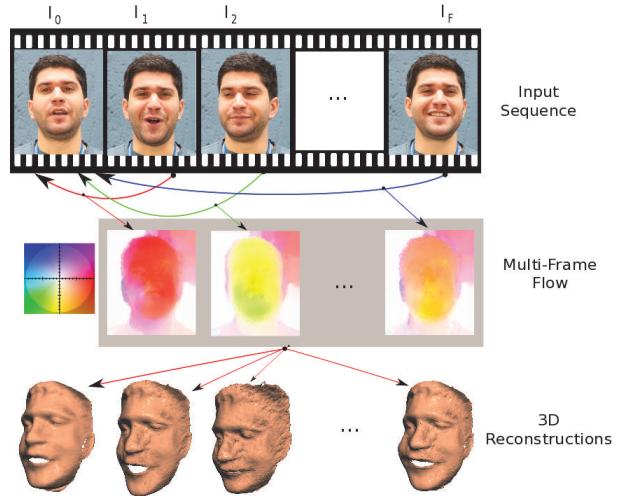 I0 I1 I2 IF
...
Input
Sequence
Multi-Frame
Flow
...
3D
Reconstructions
...